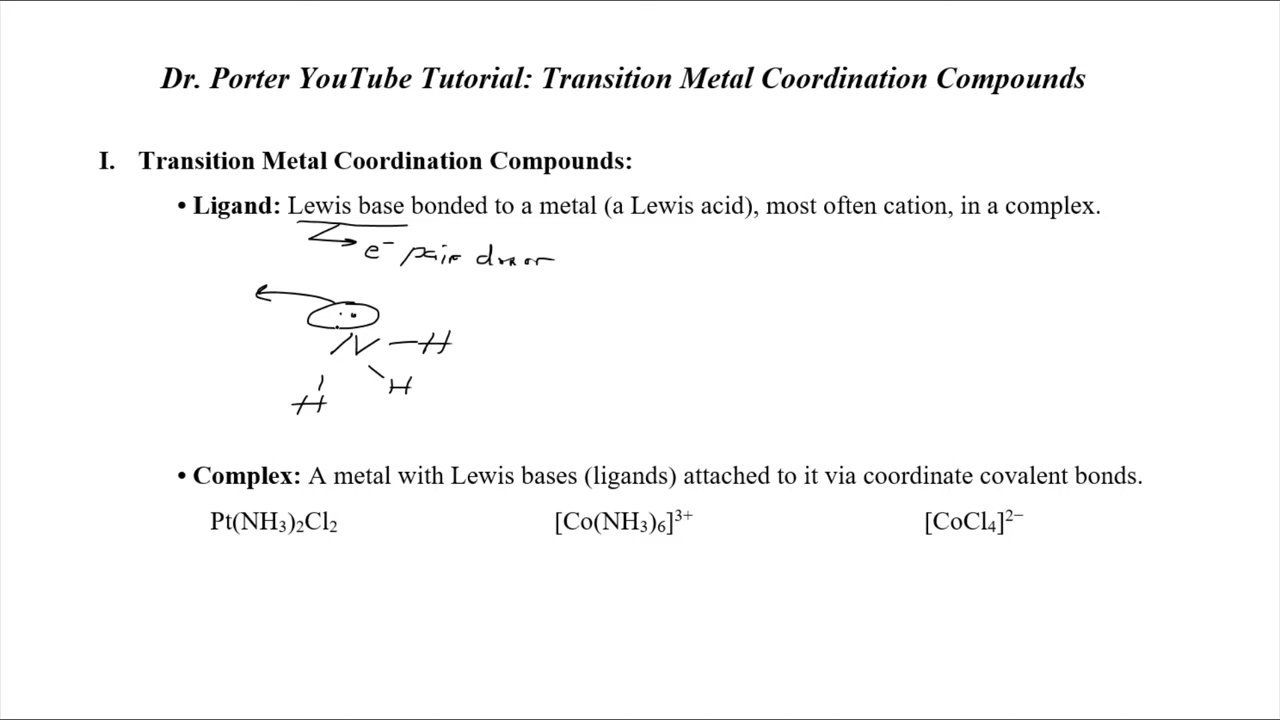 Dr. Porter YouTube Tutorial: Transition Metal Coordination Compounds
I. Transition Metal Coordination Compounds:
• Ligand: Lewis base bonded to a metal (a Lewis acid), most often cation, in a complex.
e⁻ pair donor
N – H
H
H
• Complex: A metal with Lewis bases (ligands) attached to it via coordinate covalent bonds.
Pt(NH₃)₂Cl₂ [Co(NH₃)₆]³⁺ [CoCl₄]²⁻